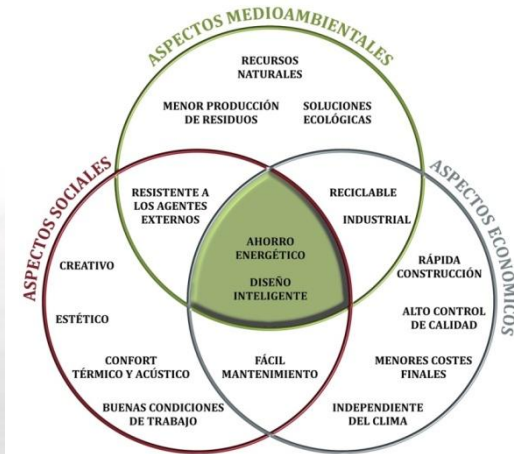 ASPECTOS MEDIOAMBIENTALES
RECURSOS
NATURALES
MENOR PRODUCCIÓN
DE RESIDUOS
SOLUCIONES
ECOLÓGICAS
ASPECTOS SOCIALES
ASPECTOS ECONÓMICOS
RESISTENTE A
LOS AGENTES
EXTERNOS
RECICLABLE
INDUSTRIAL
AHORRO
ENERGÉTICO
DISEÑO
INTELIGENTE
CREATIVO
ESTÉTICO
CONFORT
TÉRMICO Y ACÚSTICO
BUENAS CONDICIONES
DE TRABAJO
FÁCIL
MANTENIMIENTO
RÁPIDA
CONSTRUCCIÓN
ALTO CONTROL
DE CALIDAD
MENORES COSTES
FINALES
INDEPENDIENTE
DEL CLIMA